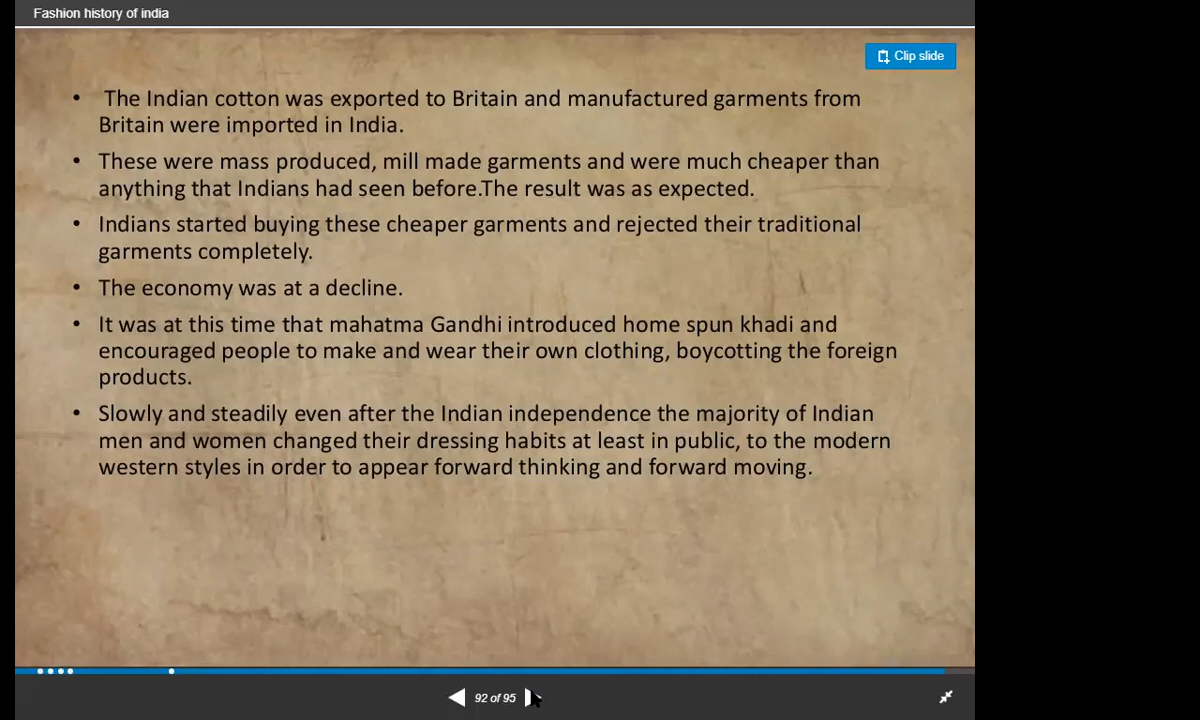 Fashion history of india
Clip slide
• The Indian cotton was exported to Britain and manufactured garments from
Britain were imported in India.
• These were mass produced, mill made garments and were much cheaper than
anything that Indians had seen before.The result was as expected.
• Indians started buying these cheaper garments and rejected their traditional
garments completely.
• The economy was at a decline.
• It was at this time that mahatma Gandhi introduced home spun khadi and
encouraged people to make and wear their own clothing, boycotting the foreign
products.
• Slowly and steadily even after the Indian independence the majority of Indian
men and women changed their dressing habits at least in public, to the modern
western styles in order to appear forward thinking and forward moving.
92 of 95